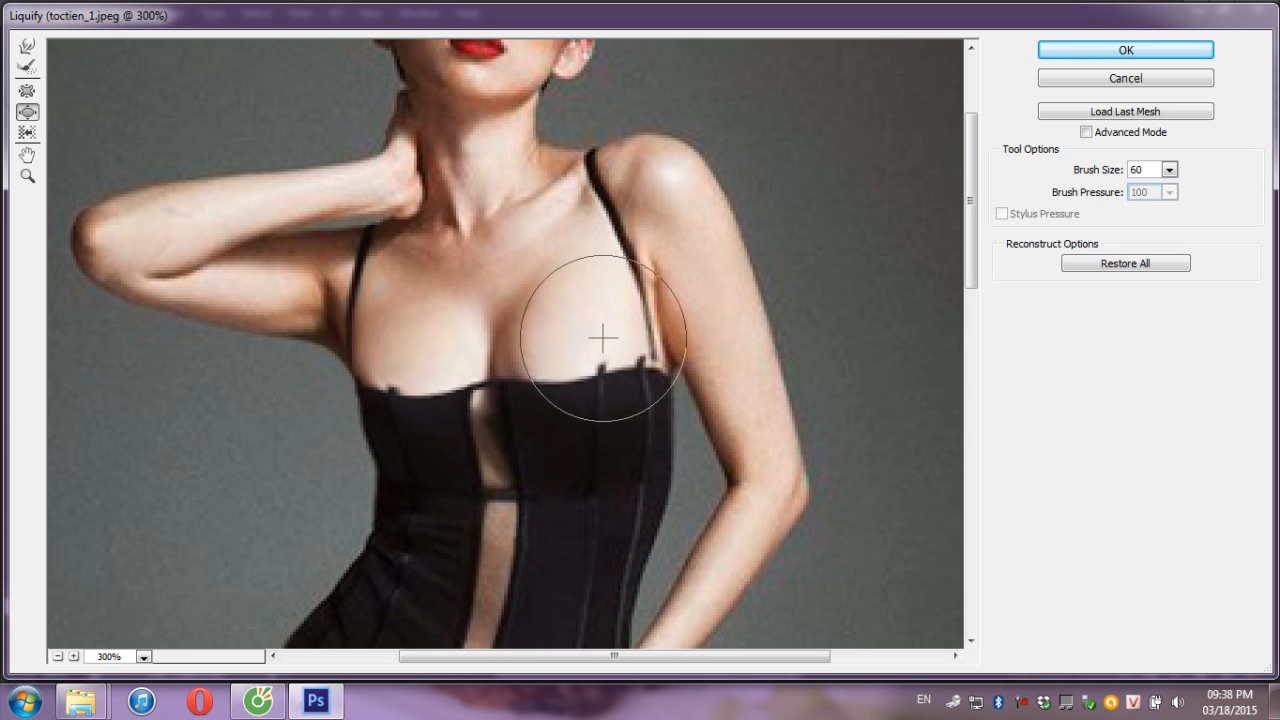 Liquify (toctien_1.jpeg @ 300%)
OK
Cancel
Load Last Mesh
Advanced Mode
Tool Options
Brush Size: 60
Brush Pressure: 100
Stylus Pressure
Reconstruct Options
Restore All
300%
Ps
EN
V
09:38 PM
03/18/2015